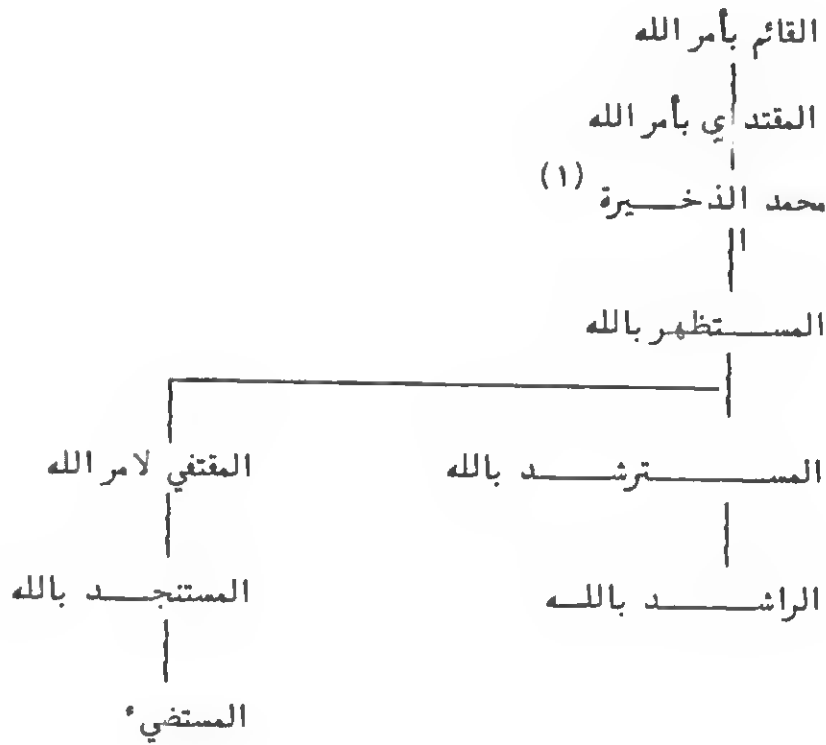 القائم بأمر الله
المقتدي بأمر الله
محمد الذخيرة (١)
المستظهر بالله
المسترشد بالله
المقتفي لامر الله
الراشد بالله
المستنجد بالله
المستضيء